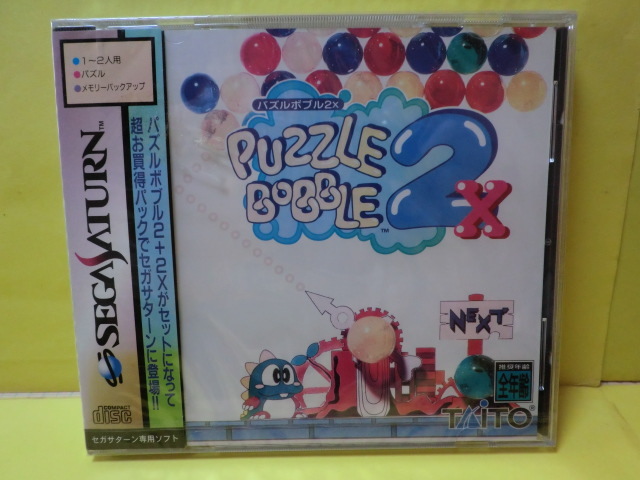 1～2人用
パズル
メモリーバックアップ
SEGA SATURN™
パズルボブル2+2Xがセットになって
超お買得パックでセガサターンに登場!!
COMPACT
disc
セガサターン専用ソフト
パズルボブル2x
PUZZLE
BOBBLE 2X
™
NEXT
推奨年齢
全年齢
TAITO®